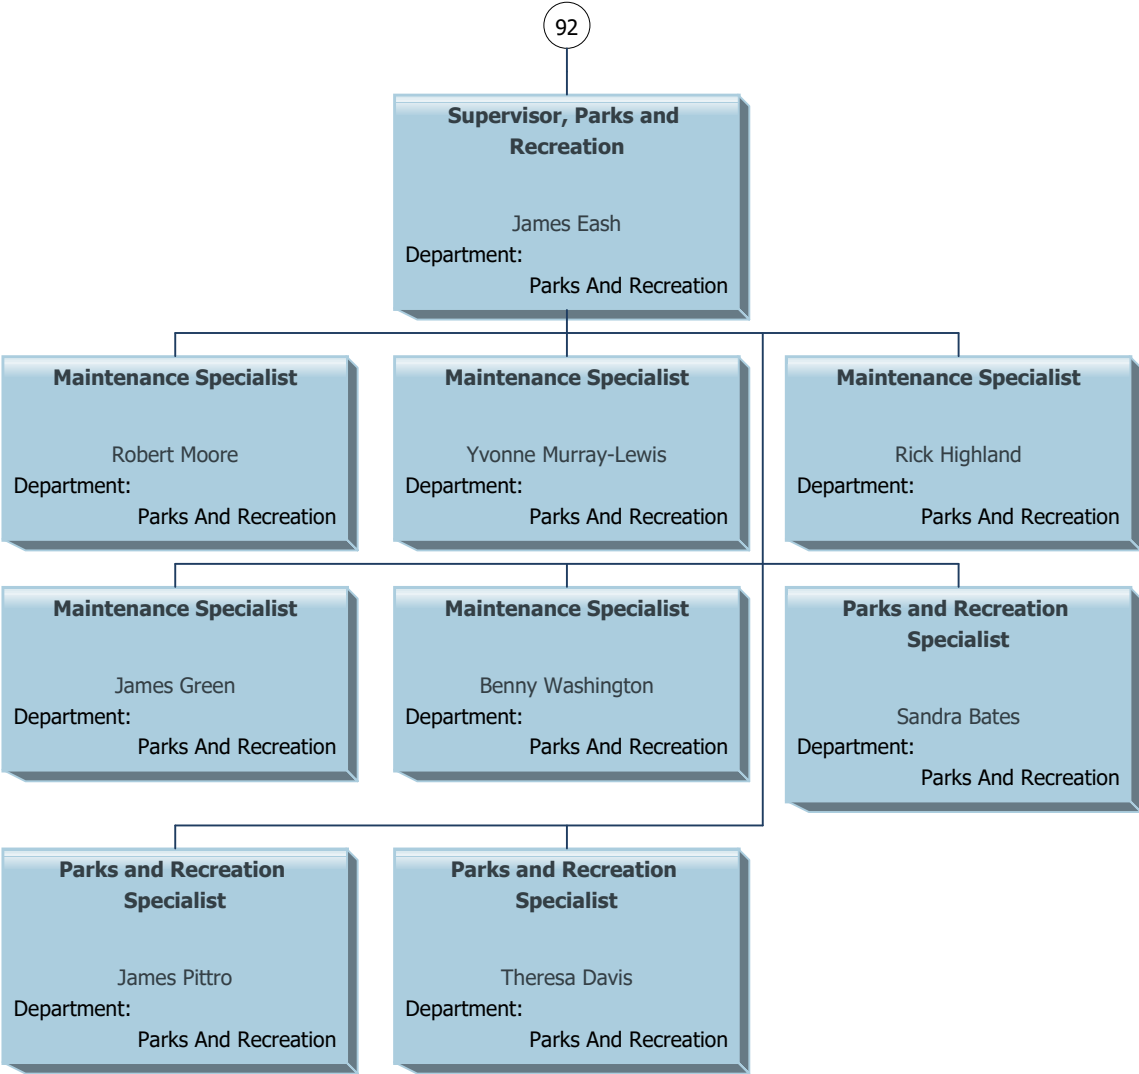 92
Supervisor, Parks and
Recreation
James Eash
Department:
Parks And Recreation
Maintenance Specialist
Robert Moore
Department:
Parks And Recreation
Maintenance Specialist
Yvonne Murray-Lewis
Department:
Parks And Recreation
Maintenance Specialist
Rick Highland
Department:
Parks And Recreation
Maintenance Specialist
James Green
Department:
Parks And Recreation
Maintenance Specialist
Benny Washington
Department:
Parks And Recreation
Parks and Recreation
Specialist
Sandra Bates
Department:
Parks And Recreation
Parks and Recreation
Specialist
James Pittro
Department:
Parks And Recreation
Parks and Recreation
Specialist
Theresa Davis
Department:
Parks And Recreation